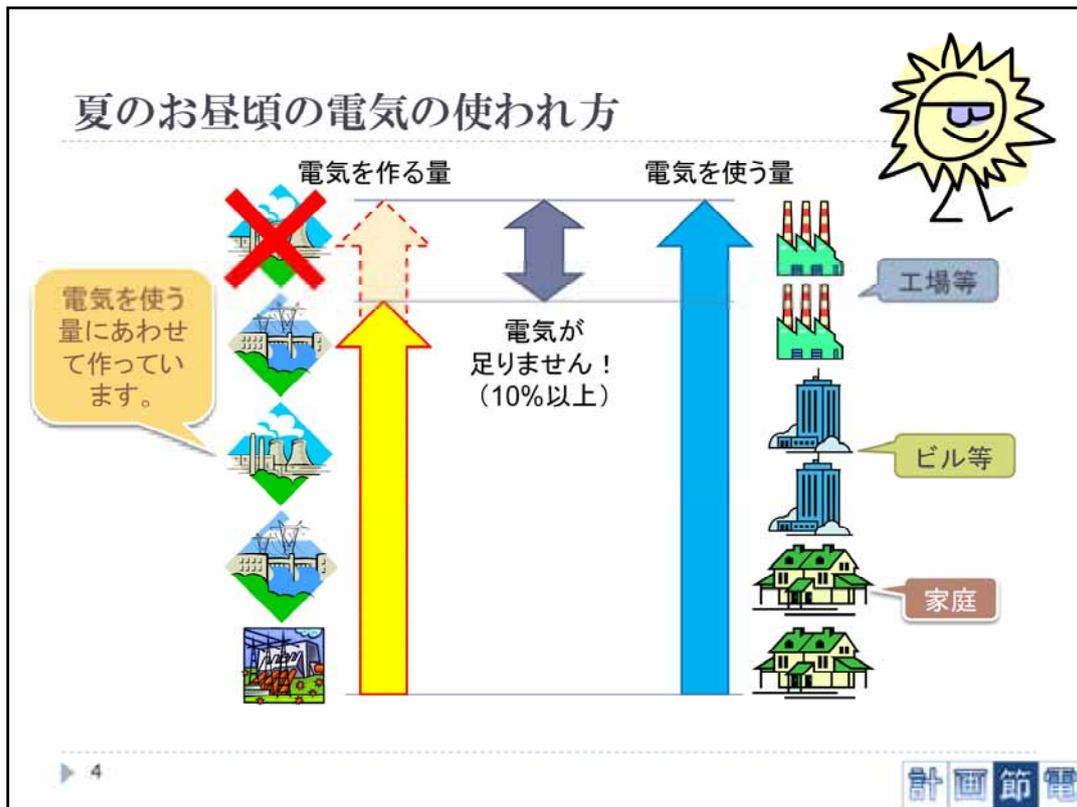 夏のお昼頃の電気の使われ方
電気を作る量
電気を使う量
電気を使う
量にあわせ
て作ってい
ます。
電気が
足りません！
（10%以上）
工場等
ビル等
家庭
4
計画節電